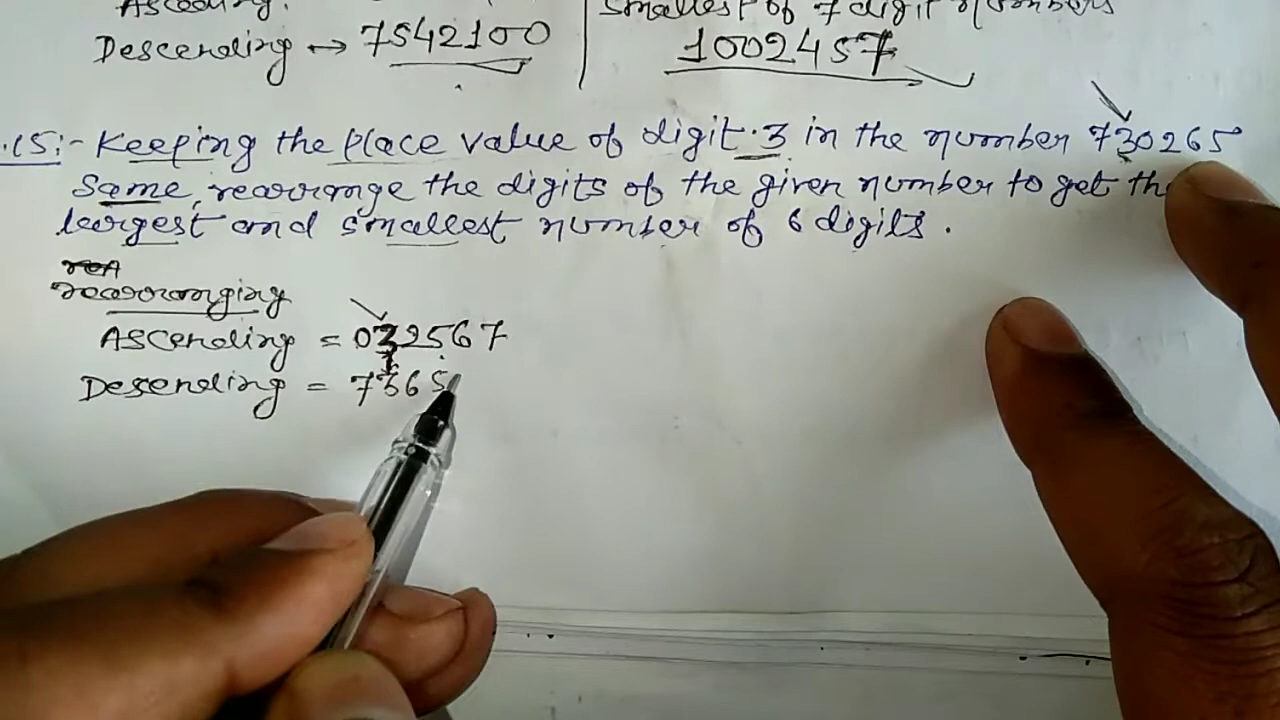 Ascending.
Descending → 7542100
smallest of 7 digit numbers
1002457
.15:- Keeping the place value of digit.3 in the number 730265
Same, rearrange the digits of the given number to get the
largest and smallest number of 6 digits.
rearranging
Ascending = 032567
Desending = 7365